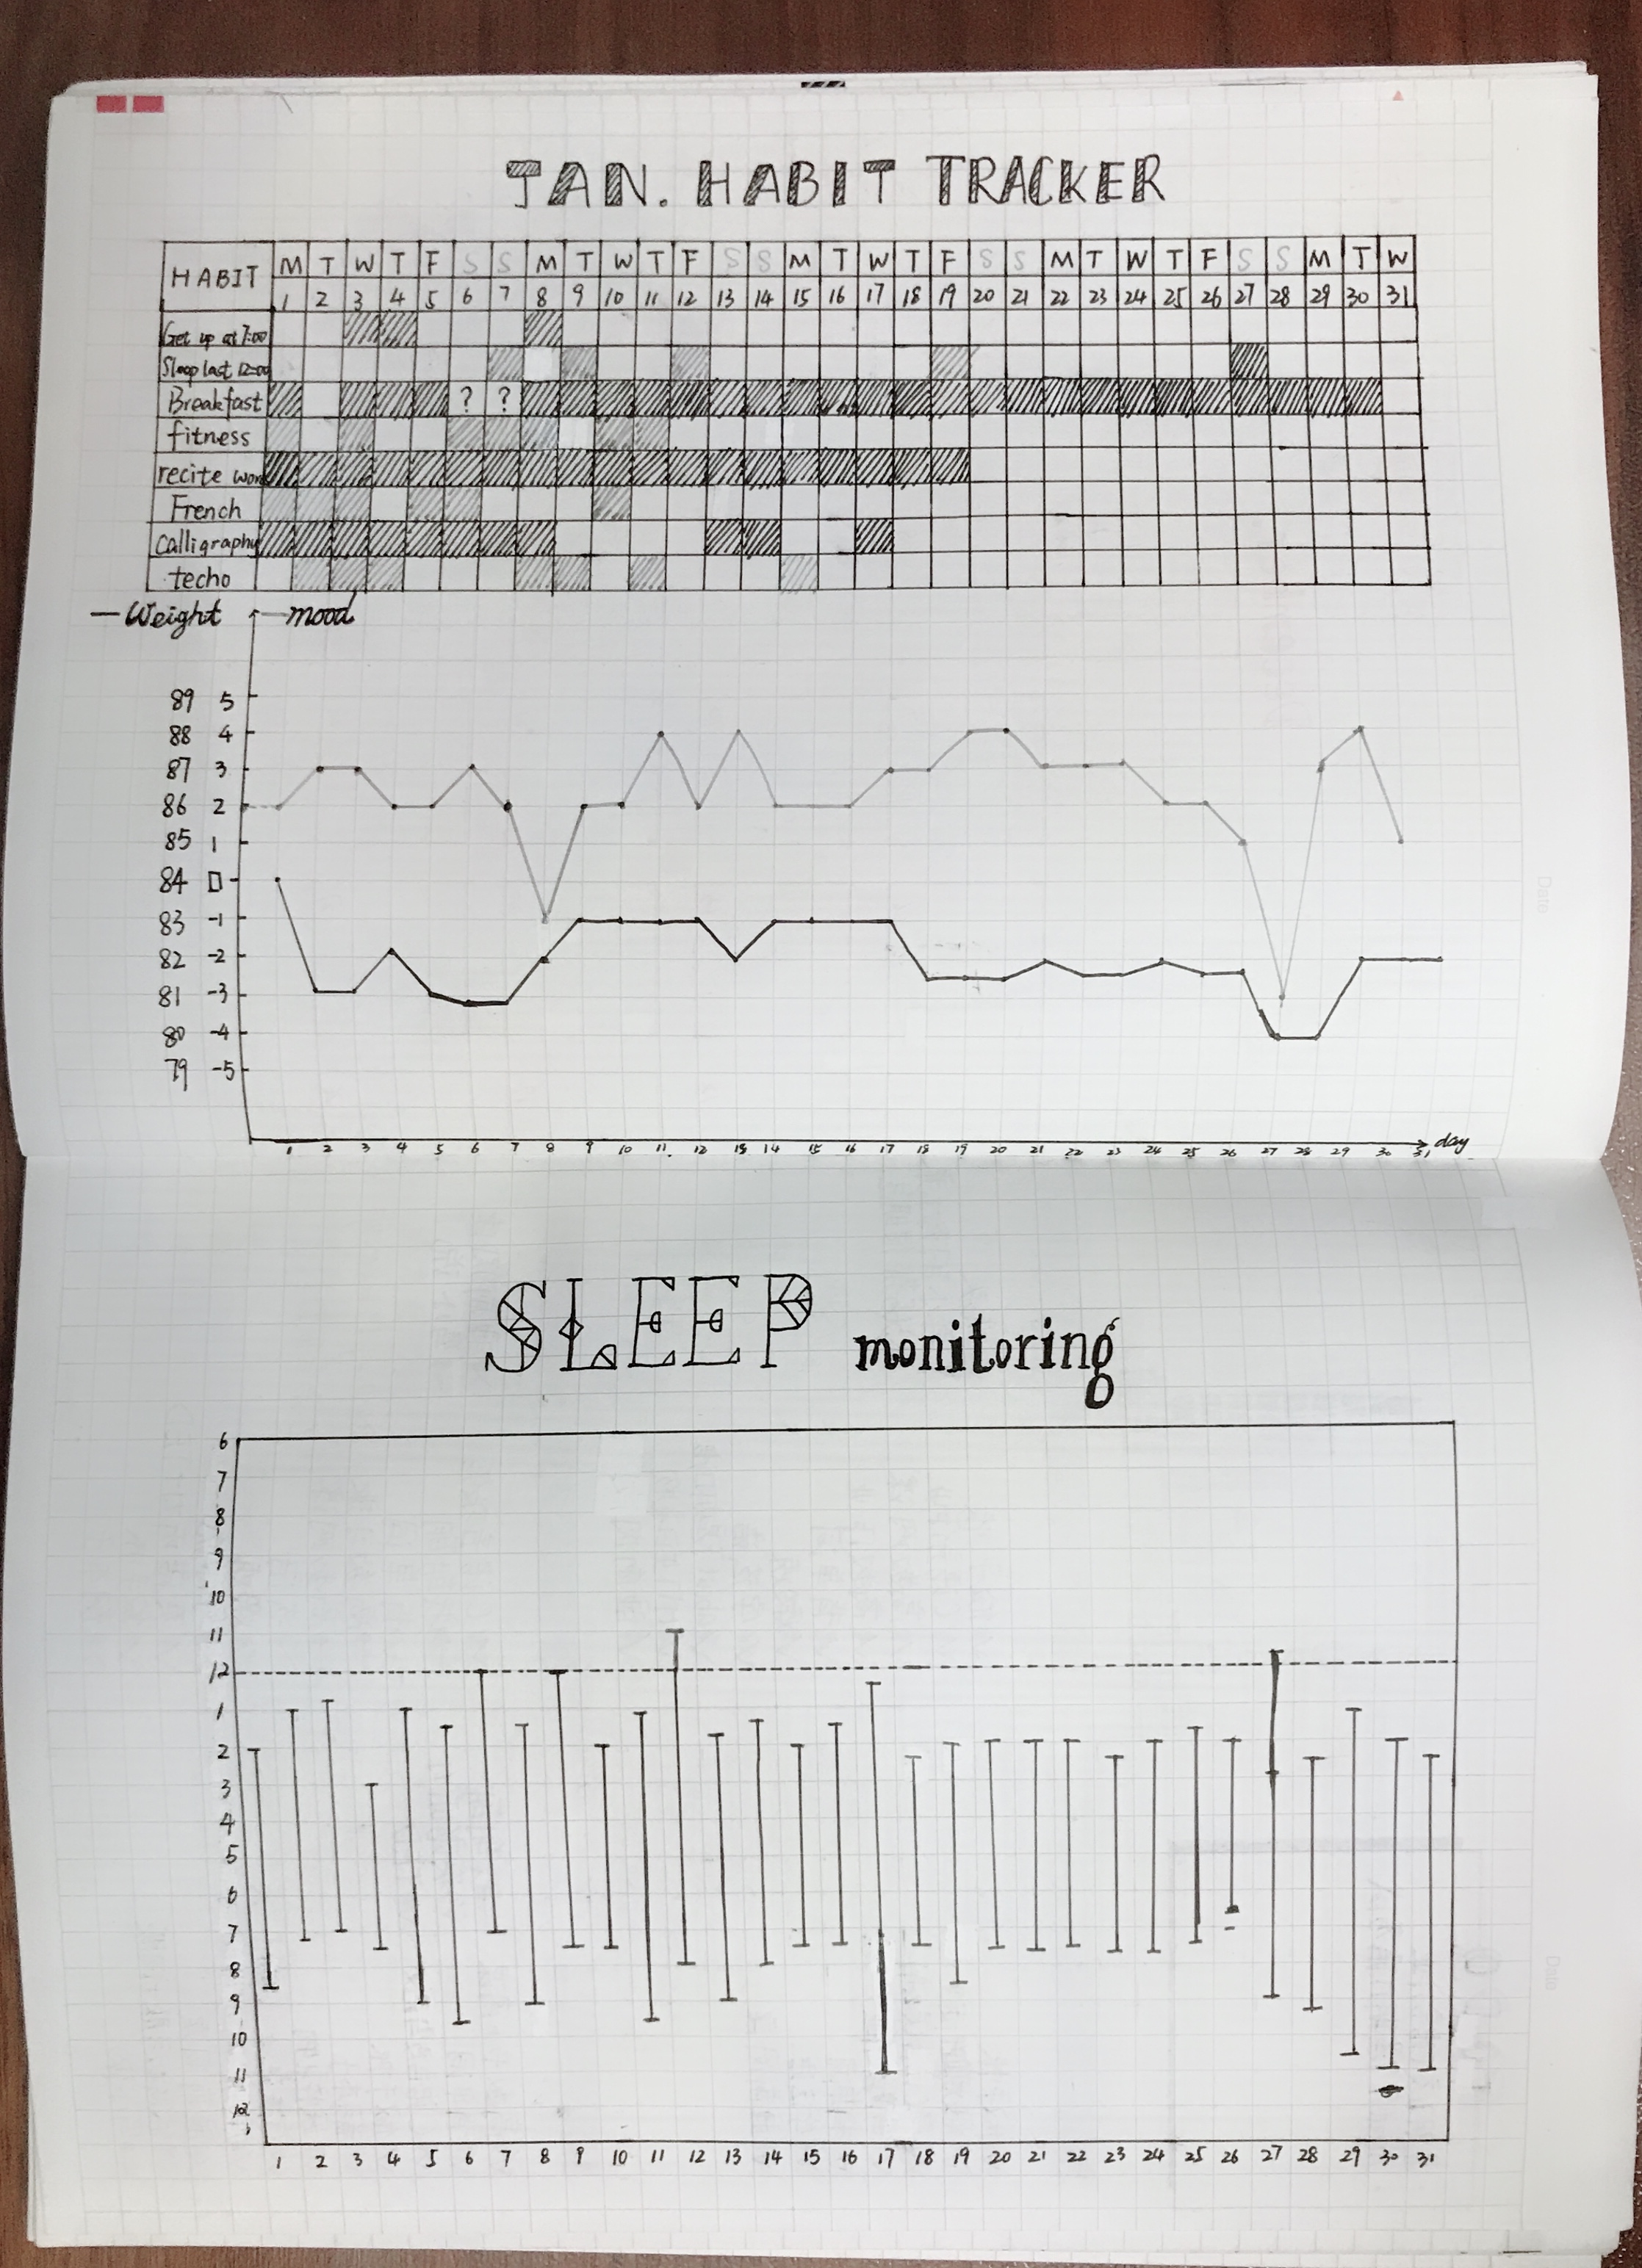 JAN. HABIT TRACKER
HABIT M T W T F S S M T W T F S S M T W T F S S M T W T F S S M T W
1 2 3 4 5 6 7 8 9 10 11 12 13 14 15 16 17 18 19 20 21 22 23 24 25 26 27 28 29 30 31
Get up at 7:00
Sleep last 12:00
Breakfast ? ?
fitness
recite wor
French
Calligraphy
techo
— Weight — mood
89 5
88 4
87 3
86 2
85 1
84 0
83 -1
82 -2
81 -3
80 -4
79 -5
1 2 3 4 5 6 7 8 9 10 11 12 13 14 15 16 17 18 19 20 21 22 23 24 25 26 27 28 29 30 31 day
SLEEP monitoring
6
7
8
9
10
11
12
1
2
3
4
5
6
7
8
9
10
11
12
1 2 3 4 5 6 7 8 9 10 11 12 13 14 15 16 17 18 19 20 21 22 23 24 25 26 27 28 29 30 31
Date
Date